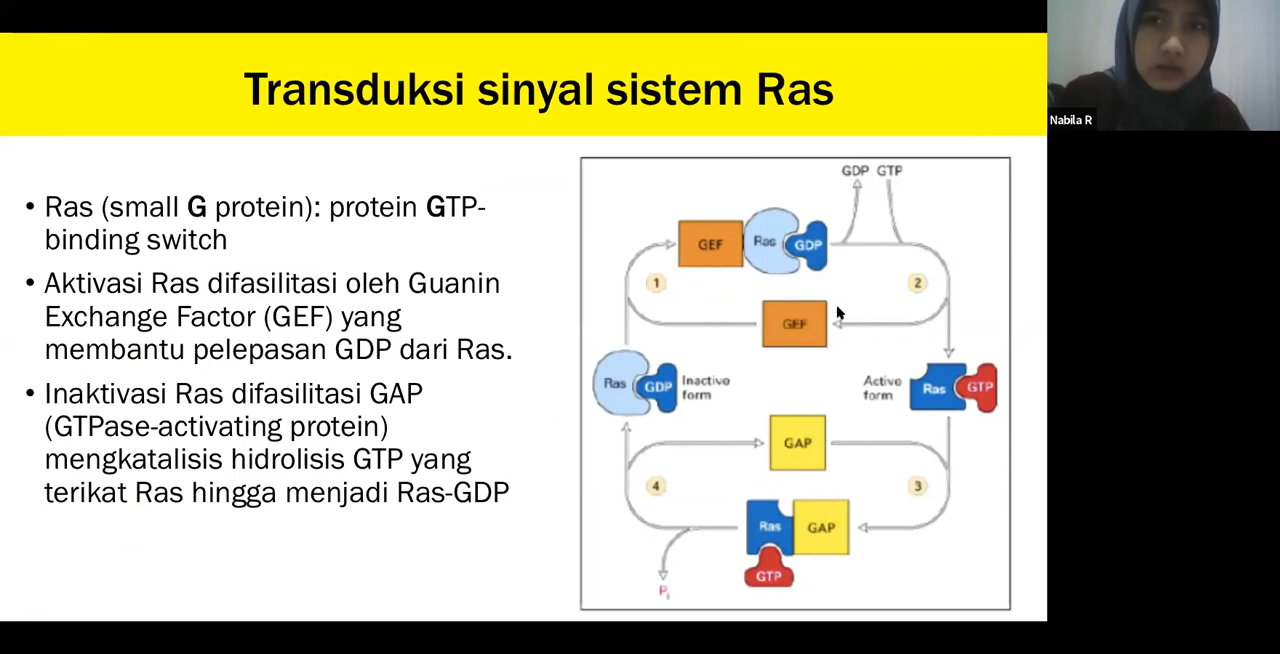 Transduksi sinyal sistem Ras
Nabila R
• Ras (small G protein): protein GTP-
binding switch
• Aktivasi Ras difasilitasi oleh Guanin
Exchange Factor (GEF) yang
membantu pelepasan GDP dari Ras.
• Inaktivasi Ras difasilitasi GAP
(GTPase-activating protein)
mengkatalisis hidrolisis GTP yang
terikat Ras hingga menjadi Ras-GDP
GDP GTP
GEF Ras GDP
1 2
GEF
Ras GDP Inactive
form
Active
form
Ras GTP
GAP
4 3
Ras GAP
GTP
Pi